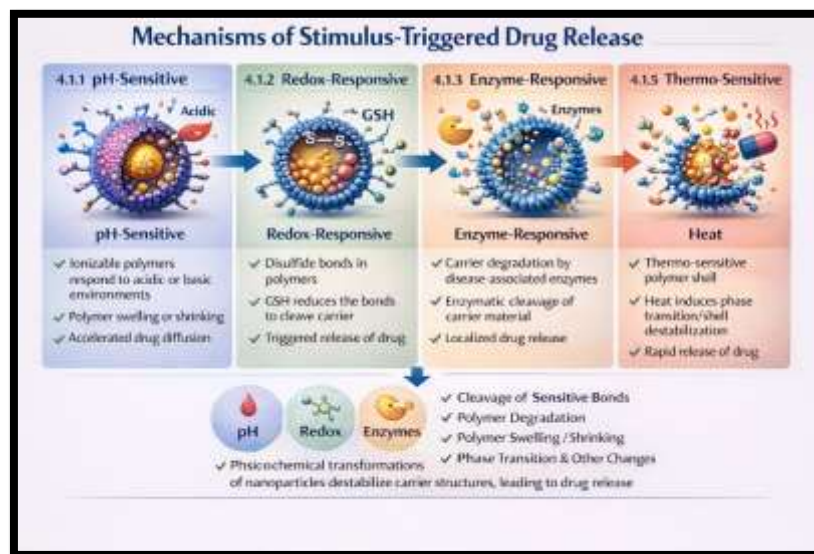 Mechanisms of Stimulus-Triggered Drug Release
4.1.1 pH-Sensitive
Acidic
pH-Sensitive
✓ Ionizable polymers
respond to acidic or basic
environments
✓ Polymer swelling or shrinking
✓ Accelerated drug diffusion
4.1.2 Redox-Responsive
GSH
S—S
Redox-Responsive
✓ Disulfide bonds in
polymers
✓ GSH reduces the bonds
to cleave carrier
✓ Triggered release of drug
4.1.3 Enzyme-Responsive
Enzymes
Enzyme-Responsive
✓ Carrier degradation by
disease-associated enzymes
✓ Enzymatic cleavage of
carrier material
✓ Localized drug release
4.1.5 Thermo-Sensitive
Heat
✓ Thermo-sensitive
polymer shell
✓ Heat induces phase
transition/shell
destabilization
✓ Rapid release of drug
pH
Redox
Enzymes
✓ Phsicochemical transformations
of nanoparticles destabilize carrier structures, leading to drug release
✓ Cleavage of Sensitive Bonds
✓ Polymer Degradation
✓ Polymer Swelling / Shrinking
✓ Phase Transition & Other Changes